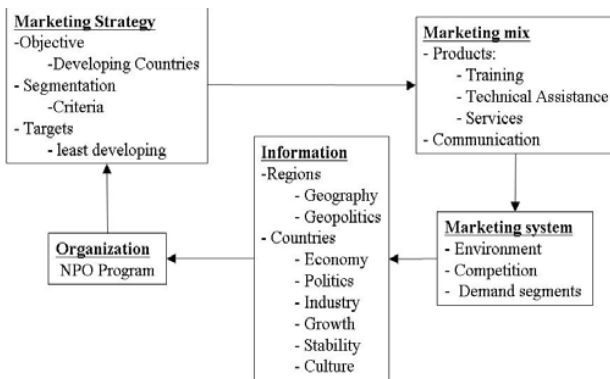 Marketing Strategy
-Objective
-Developing Countries
- Segmentation
-Criteria
- Targets
- least developing
Marketing mix
- Products:
- Training
- Technical Assistance
- Services
- Communication
Information
-Regions
- Geography
- Geopolitics
- Countries
- Economy
- Politics
- Industry
- Growth
- Stability
- Culture
Organization
NPO Program
Marketing system
- Environment
- Competition
- Demand segments